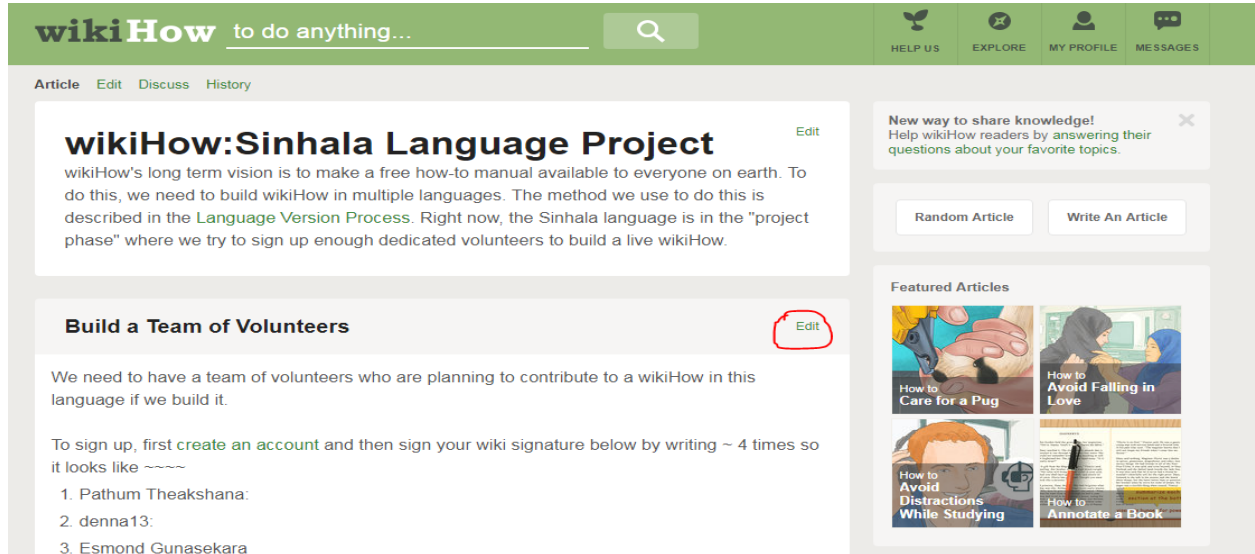 wikiHow to do anything...
HELP US
EXPLORE
MY PROFILE
MESSAGES
Article Edit Discuss History
wikiHow:Sinhala Language Project
Edit
wikiHow's long term vision is to make a free how-to manual available to everyone on earth. To
do this, we need to build wikiHow in multiple languages. The method we use to do this is
described in the Language Version Process. Right now, the Sinhala language is in the "project
phase" where we try to sign up enough dedicated volunteers to build a live wikiHow.
Build a Team of Volunteers
Edit
We need to have a team of volunteers who are planning to contribute to a wikiHow in this
language if we build it.
To sign up, first create an account and then sign your wiki signature below by writing ~ 4 times so
it looks like ~~~~
1. Pathum Theakshana:
2. denna13:
3. Esmond Gunasekara
New way to share knowledge!
Help wikiHow readers by answering their
questions about your favorite topics.
Random Article
Write An Article
Featured Articles
How to
Care for a Pug
How to
Avoid Falling in
Love
How to
Avoid
Distractions
While Studying
How to
Annotate a Book